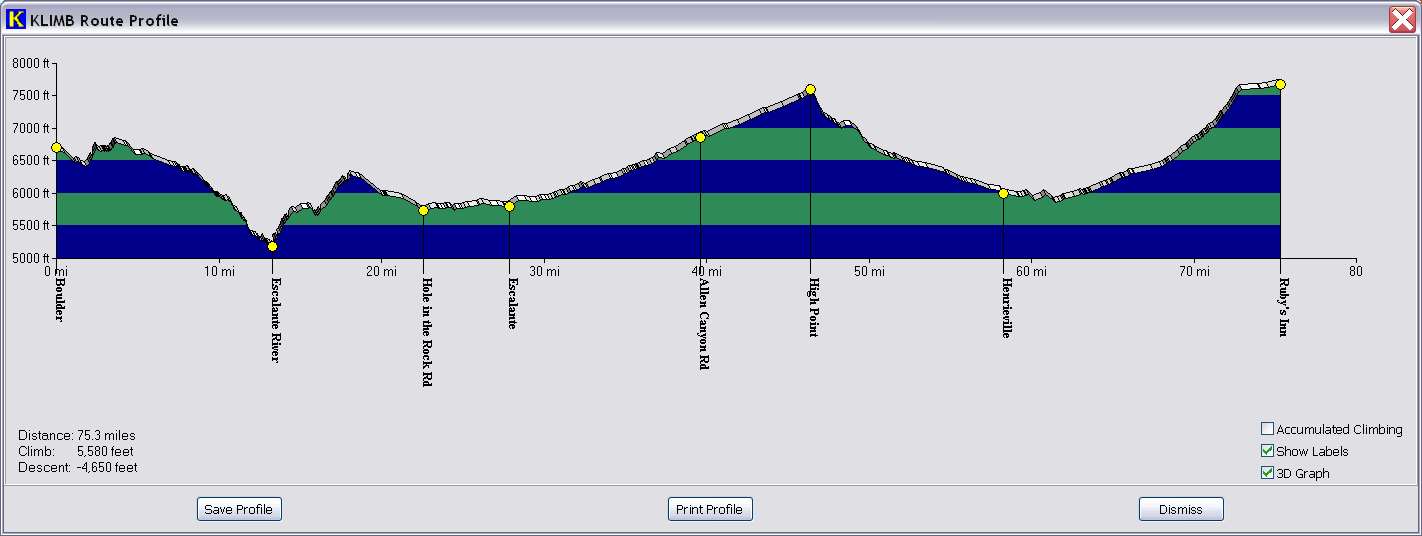 K KLIMB Route Profile
8000 ft
7500 ft
7000 ft
6500 ft
6000 ft
5500 ft
5000 ft
0 mi 10 mi 20 mi 30 mi 40 mi 50 mi 60 mi 70 mi 80
Boulder
Escalante River
Hole in the Rock Rd
Escalante
Allen Canyon Rd
High Point
Henrieville
Ruby's Inn
Distance: 75.3 miles
Climb: 5,580 feet
Descent: -4,650 feet
Accumulated Climbing
Show Labels
3D Graph
Save Profile
Print Profile
Dismiss